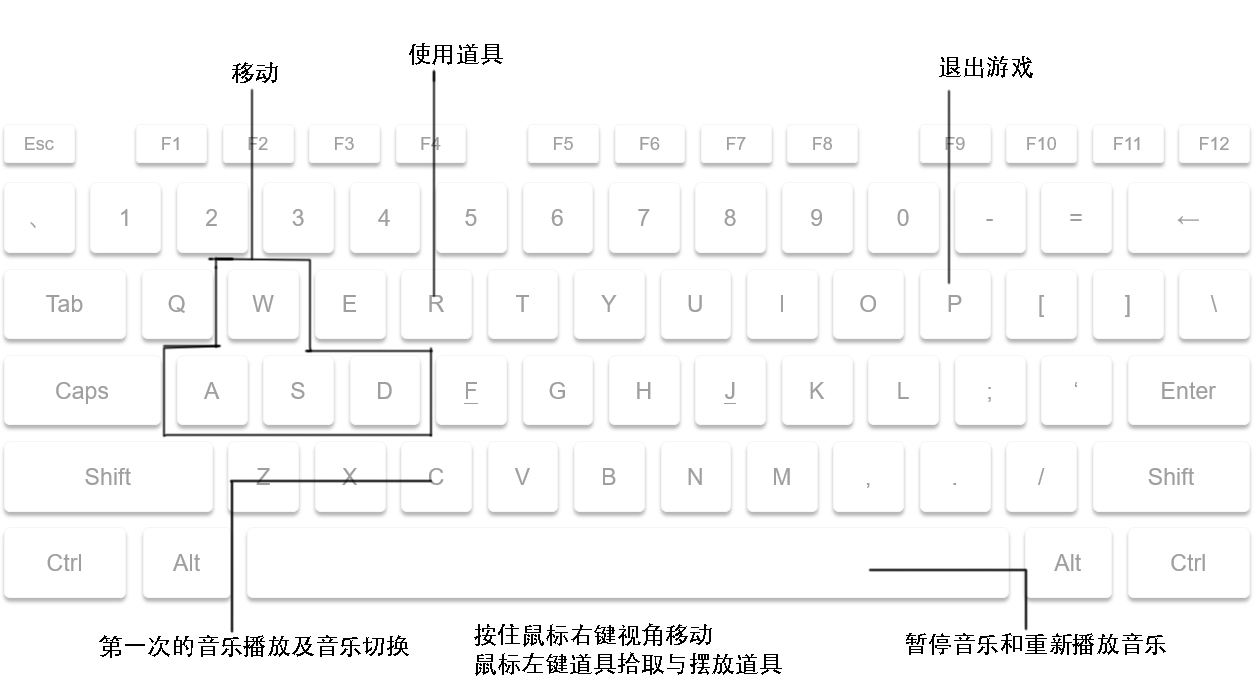 使用道具
移动
退出游戏
Esc F1 F2 F3 F4 F5 F6 F7 F8 F9 F10 F11 F12
、 1 2 3 4 5 6 7 8 9 0 - = ←
Tab Q W E R T Y U I O P [ ] \
Caps A S D F G H J K L ; ‘ Enter
Shift Z X C V B N M , . / Shift
Ctrl Alt Alt Ctrl
第一次的音乐播放及音乐切换
按住鼠标右键视角移动
鼠标左键道具拾取与摆放道具
暂停音乐和重新播放音乐